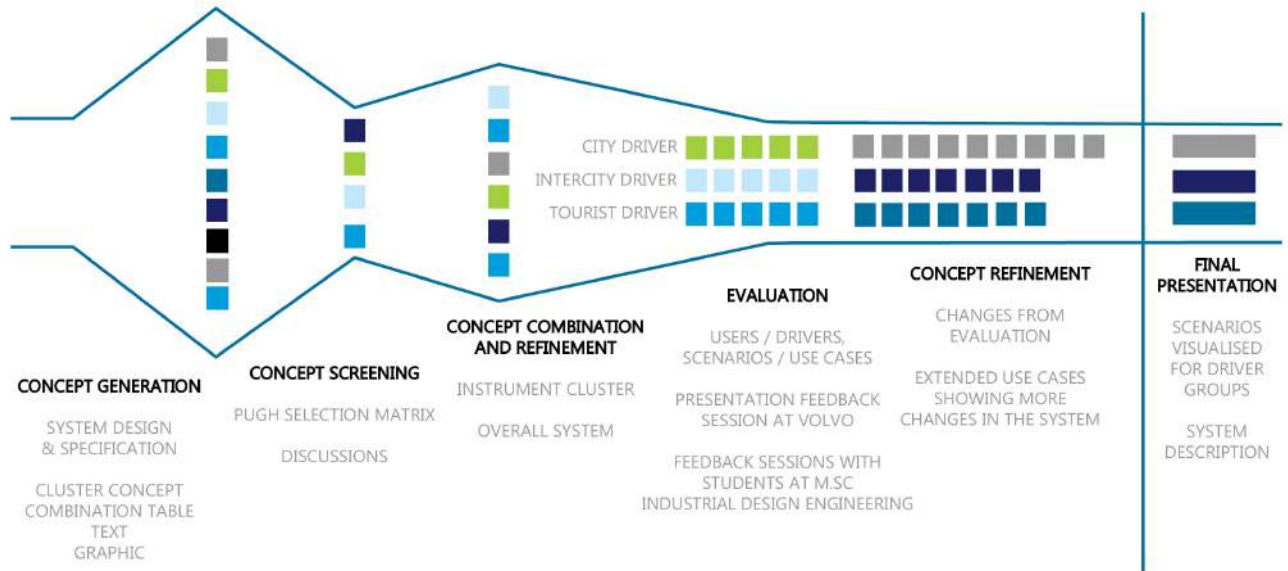 CITY DRIVER
INTERCITY DRIVER
TOURIST DRIVER
CONCEPT GENERATION
SYSTEM DESIGN
& SPECIFICATION
CLUSTER CONCEPT
COMBINATION TABLE
TEXT
GRAPHIC
CONCEPT SCREENING
PUGH SELECTION MATRIX
DISCUSSIONS
CONCEPT COMBINATION
AND REFINEMENT
INSTRUMENT CLUSTER
OVERALL SYSTEM
EVALUATION
USERS / DRIVERS,
SCENARIOS / USE CASES
PRESENTATION FEEDBACK
SESSION AT VOLVO
FEEDBACK SESSIONS WITH
STUDENTS AT M.SC
INDUSTRIAL DESIGN ENGINEERING
CONCEPT REFINEMENT
CHANGES FROM
EVALUATION
EXTENDED USE CASES
SHOWING MORE
CHANGES IN THE SYSTEM
FINAL
PRESENTATION
SCENARIOS
VISUALISED
FOR DRIVER
GROUPS
SYSTEM
DESCRIPTION